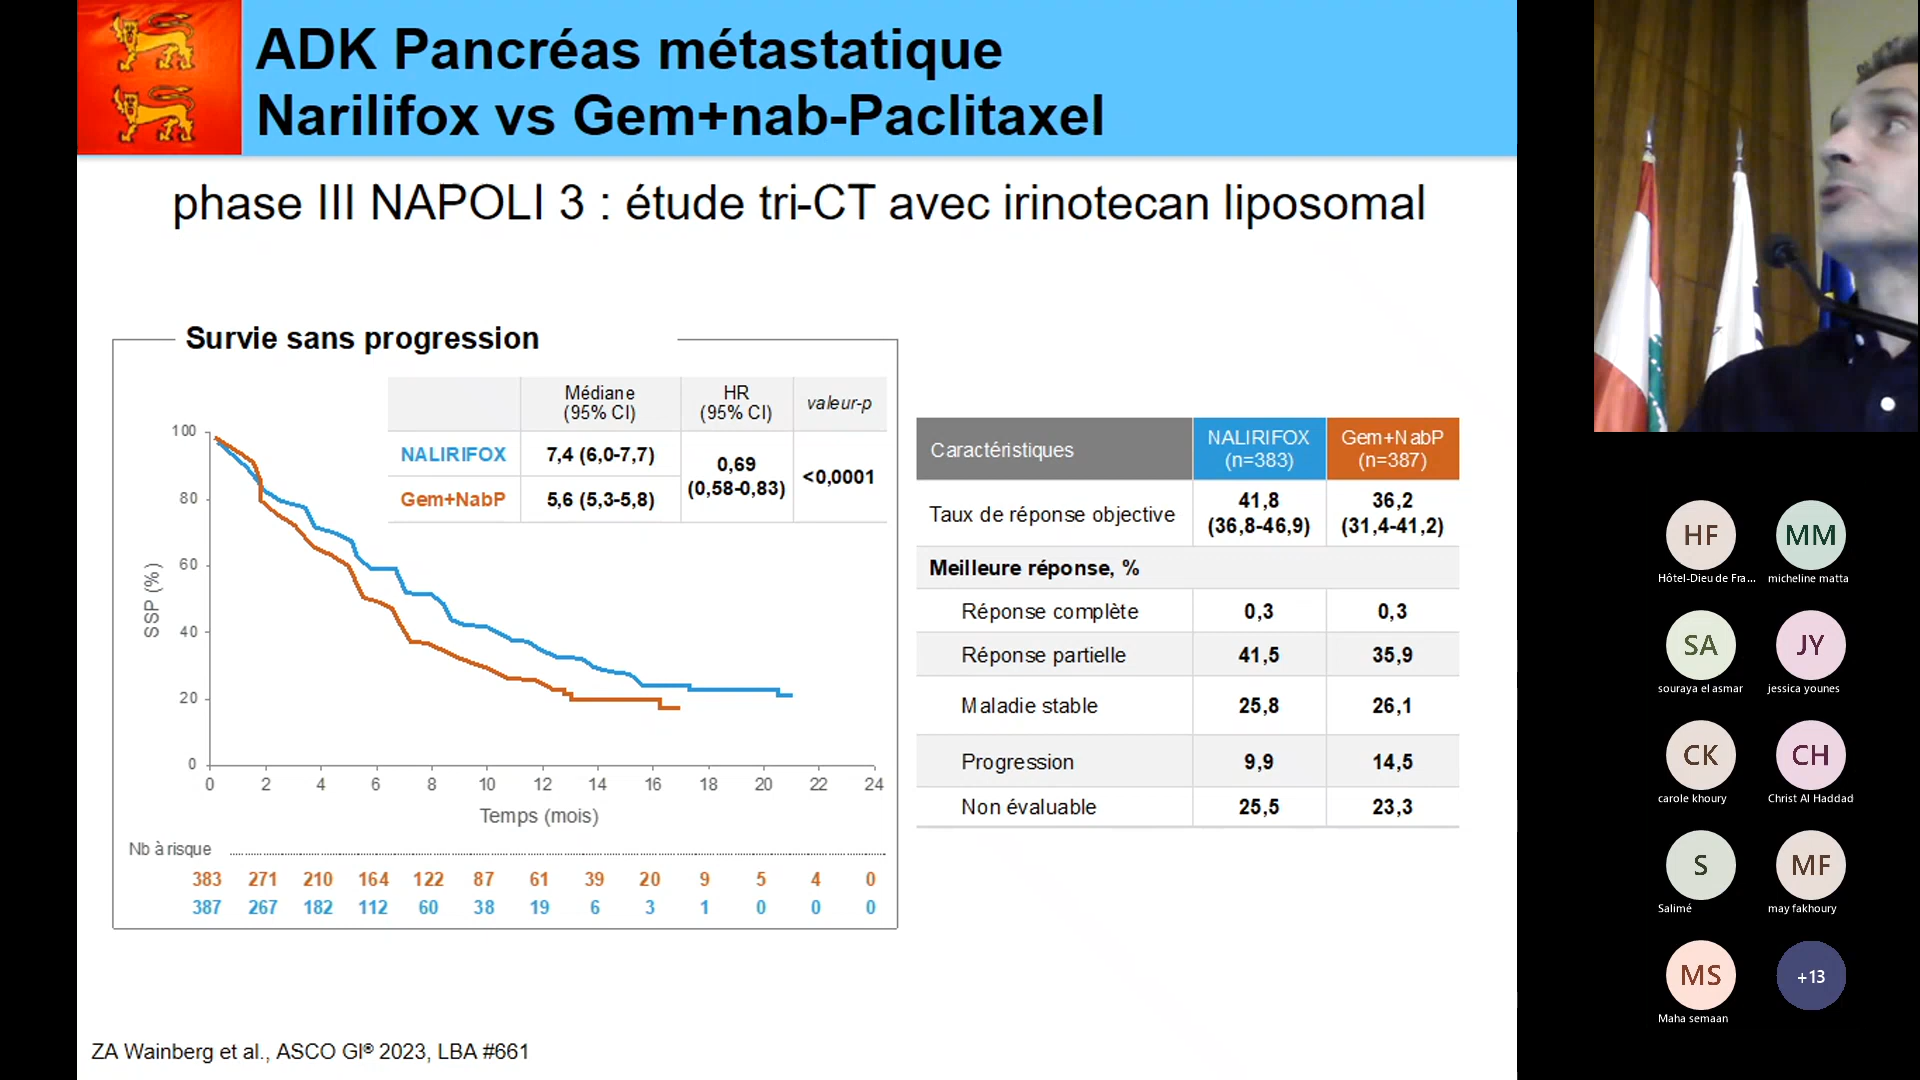 ADK Pancréas métastatique
Narilifox vs Gem+nab-Paclitaxel
phase III NAPOLI 3 : étude tri-CT avec irinotecan liposomal
Survie sans progression
Médiane
(95% CI)
HR
(95% CI)
valeur-p
NALIRIFOX 7,4 (6,0-7,7)
Gem+NabP 5,6 (5,3-5,8)
0,69
(0,58-0,83)
<0,0001
SSP (%)
100
80
60
40
20
0
0 2 4 6 8 10 12 14 16 18 20 22 24
Temps (mois)
Nb à risque
383 271 210 164 122 87 61 39 20 9 5 4 0
387 267 182 112 60 38 19 6 3 1 0 0 0
Caractéristiques
NALIRIFOX
(n=383)
Gem+NabP
(n=387)
Taux de réponse objective
41,8
(36,8-46,9)
36,2
(31,4-41,2)
Meilleure réponse, %
Réponse complète 0,3 0,3
Réponse partielle 41,5 35,9
Maladie stable 25,8 26,1
Progression 9,9 14,5
Non évaluable 25,5 23,3
ZA Wainberg et al., ASCO GI® 2023, LBA #661
HF MM
Hôtel-Dieu de Fra... micheline matta
SA JY
souraya el asmar jessica younes
CK CH
carole khoury Christ Al Haddad
S MF
Salimé may fakhoury
MS +13
Maha semaan